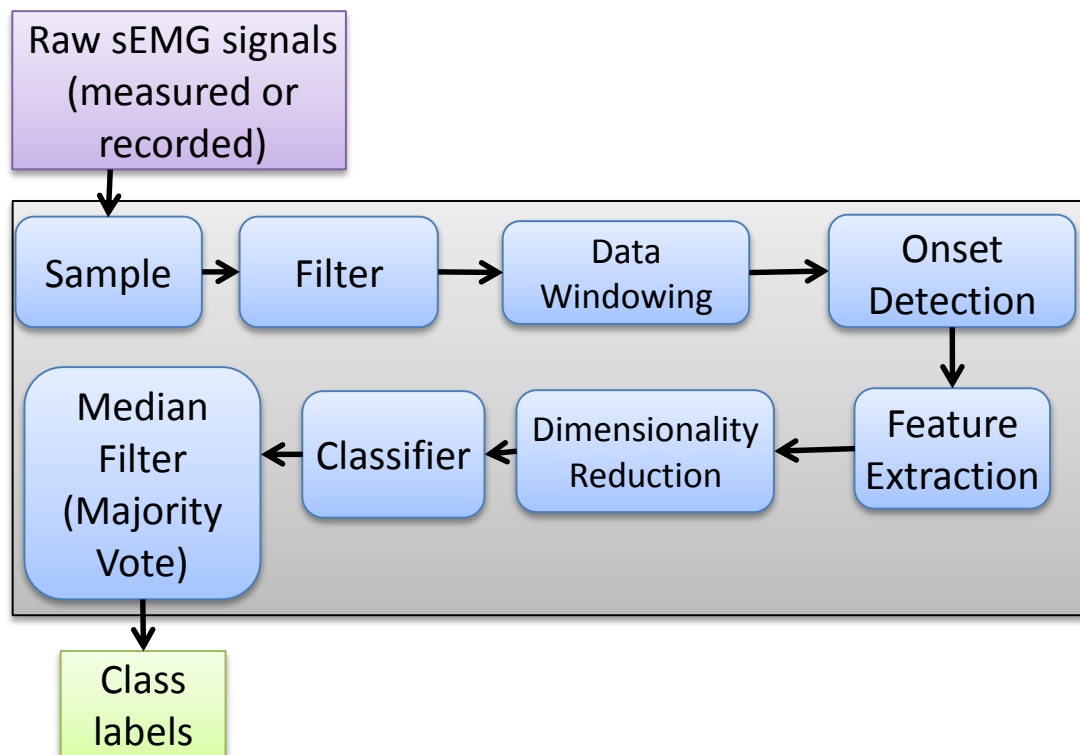 Raw sEMG signals
(measured or
recorded)
Sample
Filter
Data
Windowing
Onset
Detection
Feature
Extraction
Dimensionality
Reduction
Classifier
Median
Filter
(Majority
Vote)
Class
labels